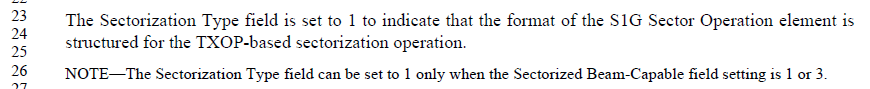 23 The Sectorization Type field is set to 1 to indicate that the format of the S1G Sector Operation element is
24 structured for the TXOP-based sectorization operation.
25
26 NOTE—The Sectorization Type field can be set to 1 only when the Sectorized Beam-Capable field setting is 1 or 3.